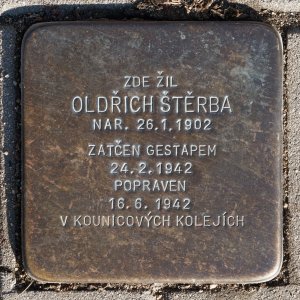 ZDE ŽIL
OLDŘICH ŠTĚRBA
NAR. 26.1.1902
ZATČEN GESTAPEM
24.2.1942
POPRAVEN
16.6.1942
V KOUNICOVÝCH KOLEJÍCH